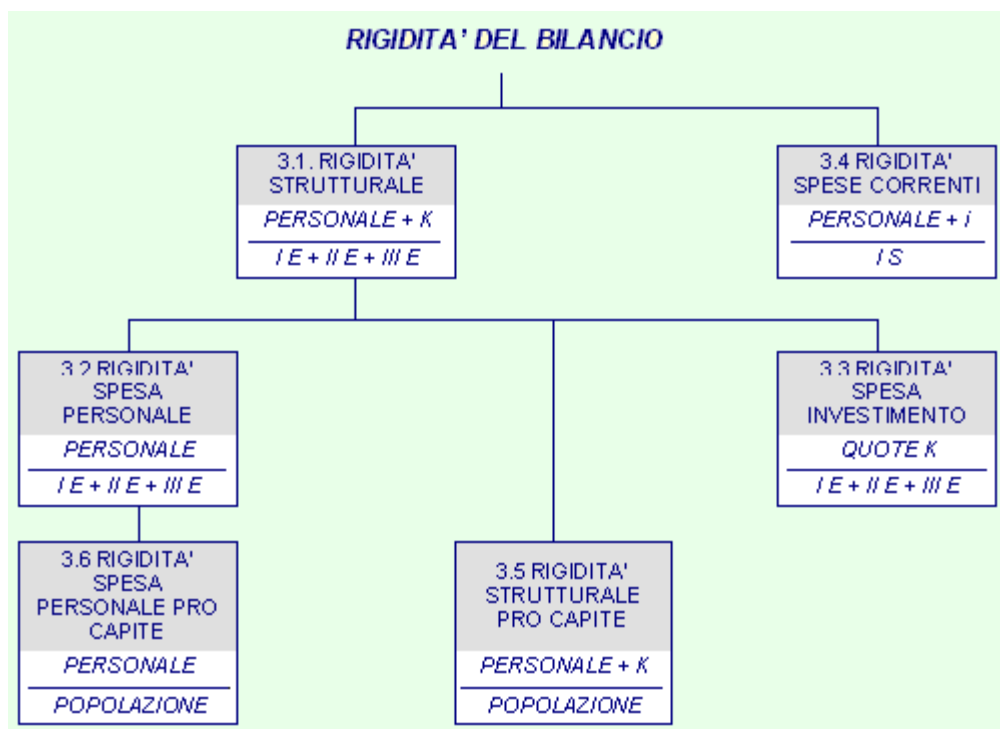 RIGIDITA' DEL BILANCIO
3.1. RIGIDITA'
STRUTTURALE
PERSONALE + K
I E + II E + III E
3.4 RIGIDITA'
SPESE CORRENTI
PERSONALE + i
I S
3.2 RIGIDITA'
SPESA
PERSONALE
PERSONALE
I E + II E + III E
3.3 RIGIDITA'
SPESA
INVESTIMENTO
QUOTE K
I E + II E + III E
3.6 RIGIDITA'
SPESA
PERSONALE PRO
CAPITE
PERSONALE
POPOLAZIONE
3.5 RIGIDITA'
STRUTTURALE
PRO CAPITE
PERSONALE + K
POPOLAZIONE